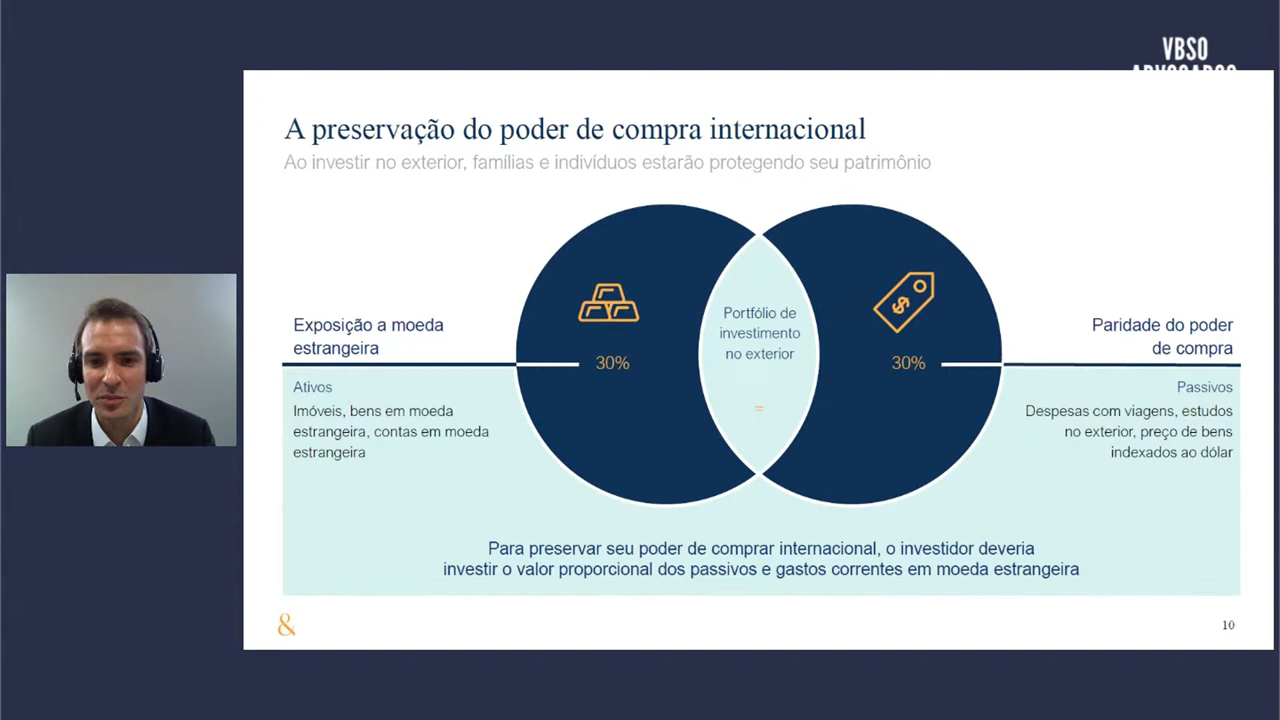 VBSO
ADVOGADOS
A preservação do poder de compra internacional
Ao investir no exterior, famílias e indivíduos estarão protegendo seu patrimônio
Exposição a moeda
estrangeira
Ativos
Imóveis, bens em moeda
estrangeira, contas em moeda
estrangeira
30%
Portfólio de
investimento
no exterior
=
$
30%
Paridade do poder
de compra
Passivos
Despesas com viagens, estudos
no exterior, preço de bens
indexados ao dólar
Para preservar seu poder de comprar internacional, o investidor deveria
investir o valor proporcional dos passivos e gastos correntes em moeda estrangeira
&
10